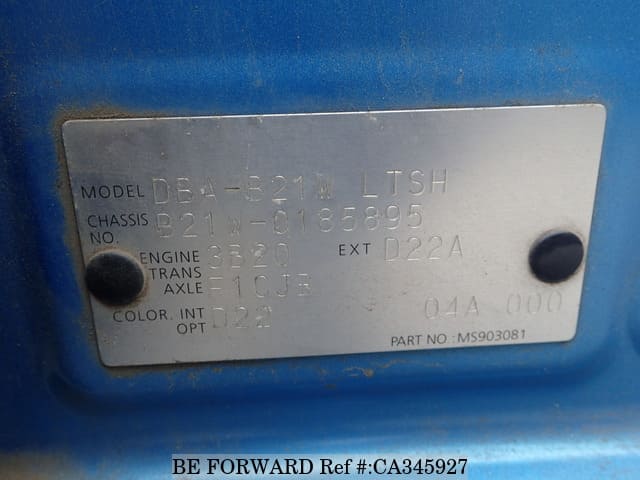 MODEL DBA-B21W LTSH
CHASSIS NO. B21W-0185895
ENGINE 3B20 EXT D22A
TRANS AXLE F1CJB
COLOR. INT OPT D22 04A 000
PART NO.: MS903081
BE FORWARD Ref #:CA345927